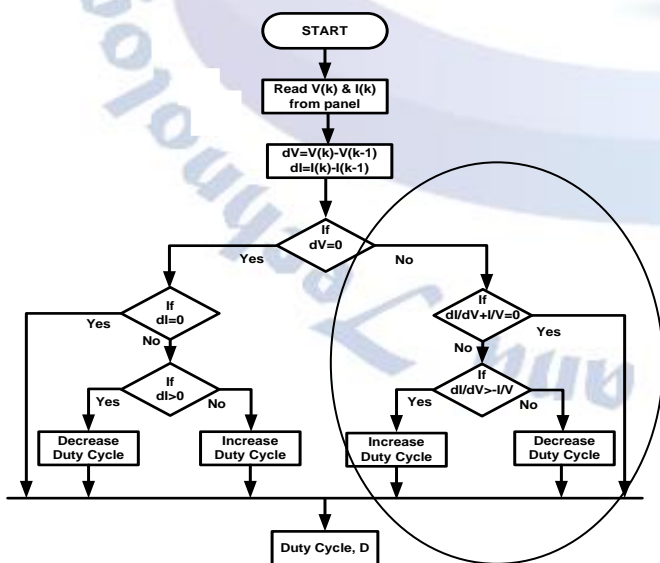 START
Read V(k) & I(k)
from panel
dV=V(k)-V(k-1)
dI=I(k)-I(k-1)
If
dV=0
Yes
No
If
dI=0
Yes
No
If
dI/dV+I/V=0
Yes
No
If
dI>0
Yes
No
If
dI/dV>-I/V
Yes
No
Decrease
Duty Cycle
Increase
Duty Cycle
Increase
Duty Cycle
Decrease
Duty Cycle
Duty Cycle, D